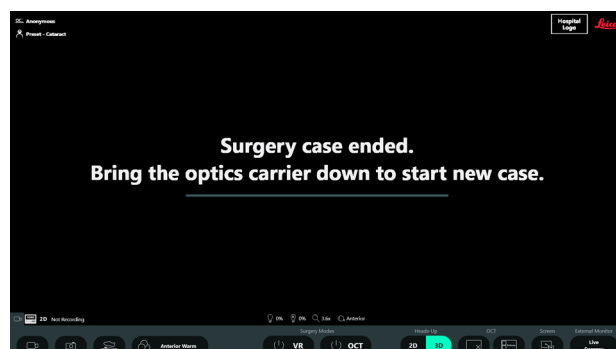 Anonymous
Preset - Cataract
Hospital
Logo
Leica
Surgery case ended.
Bring the optics carrier down to start new case.
2D Not Recording
0% 0% 3.6x Anterior
Surgery Modes
Heads-Up
OCT
Screen
External Monitor
Anterior Warm
VR
OCT
2D
3D
Live